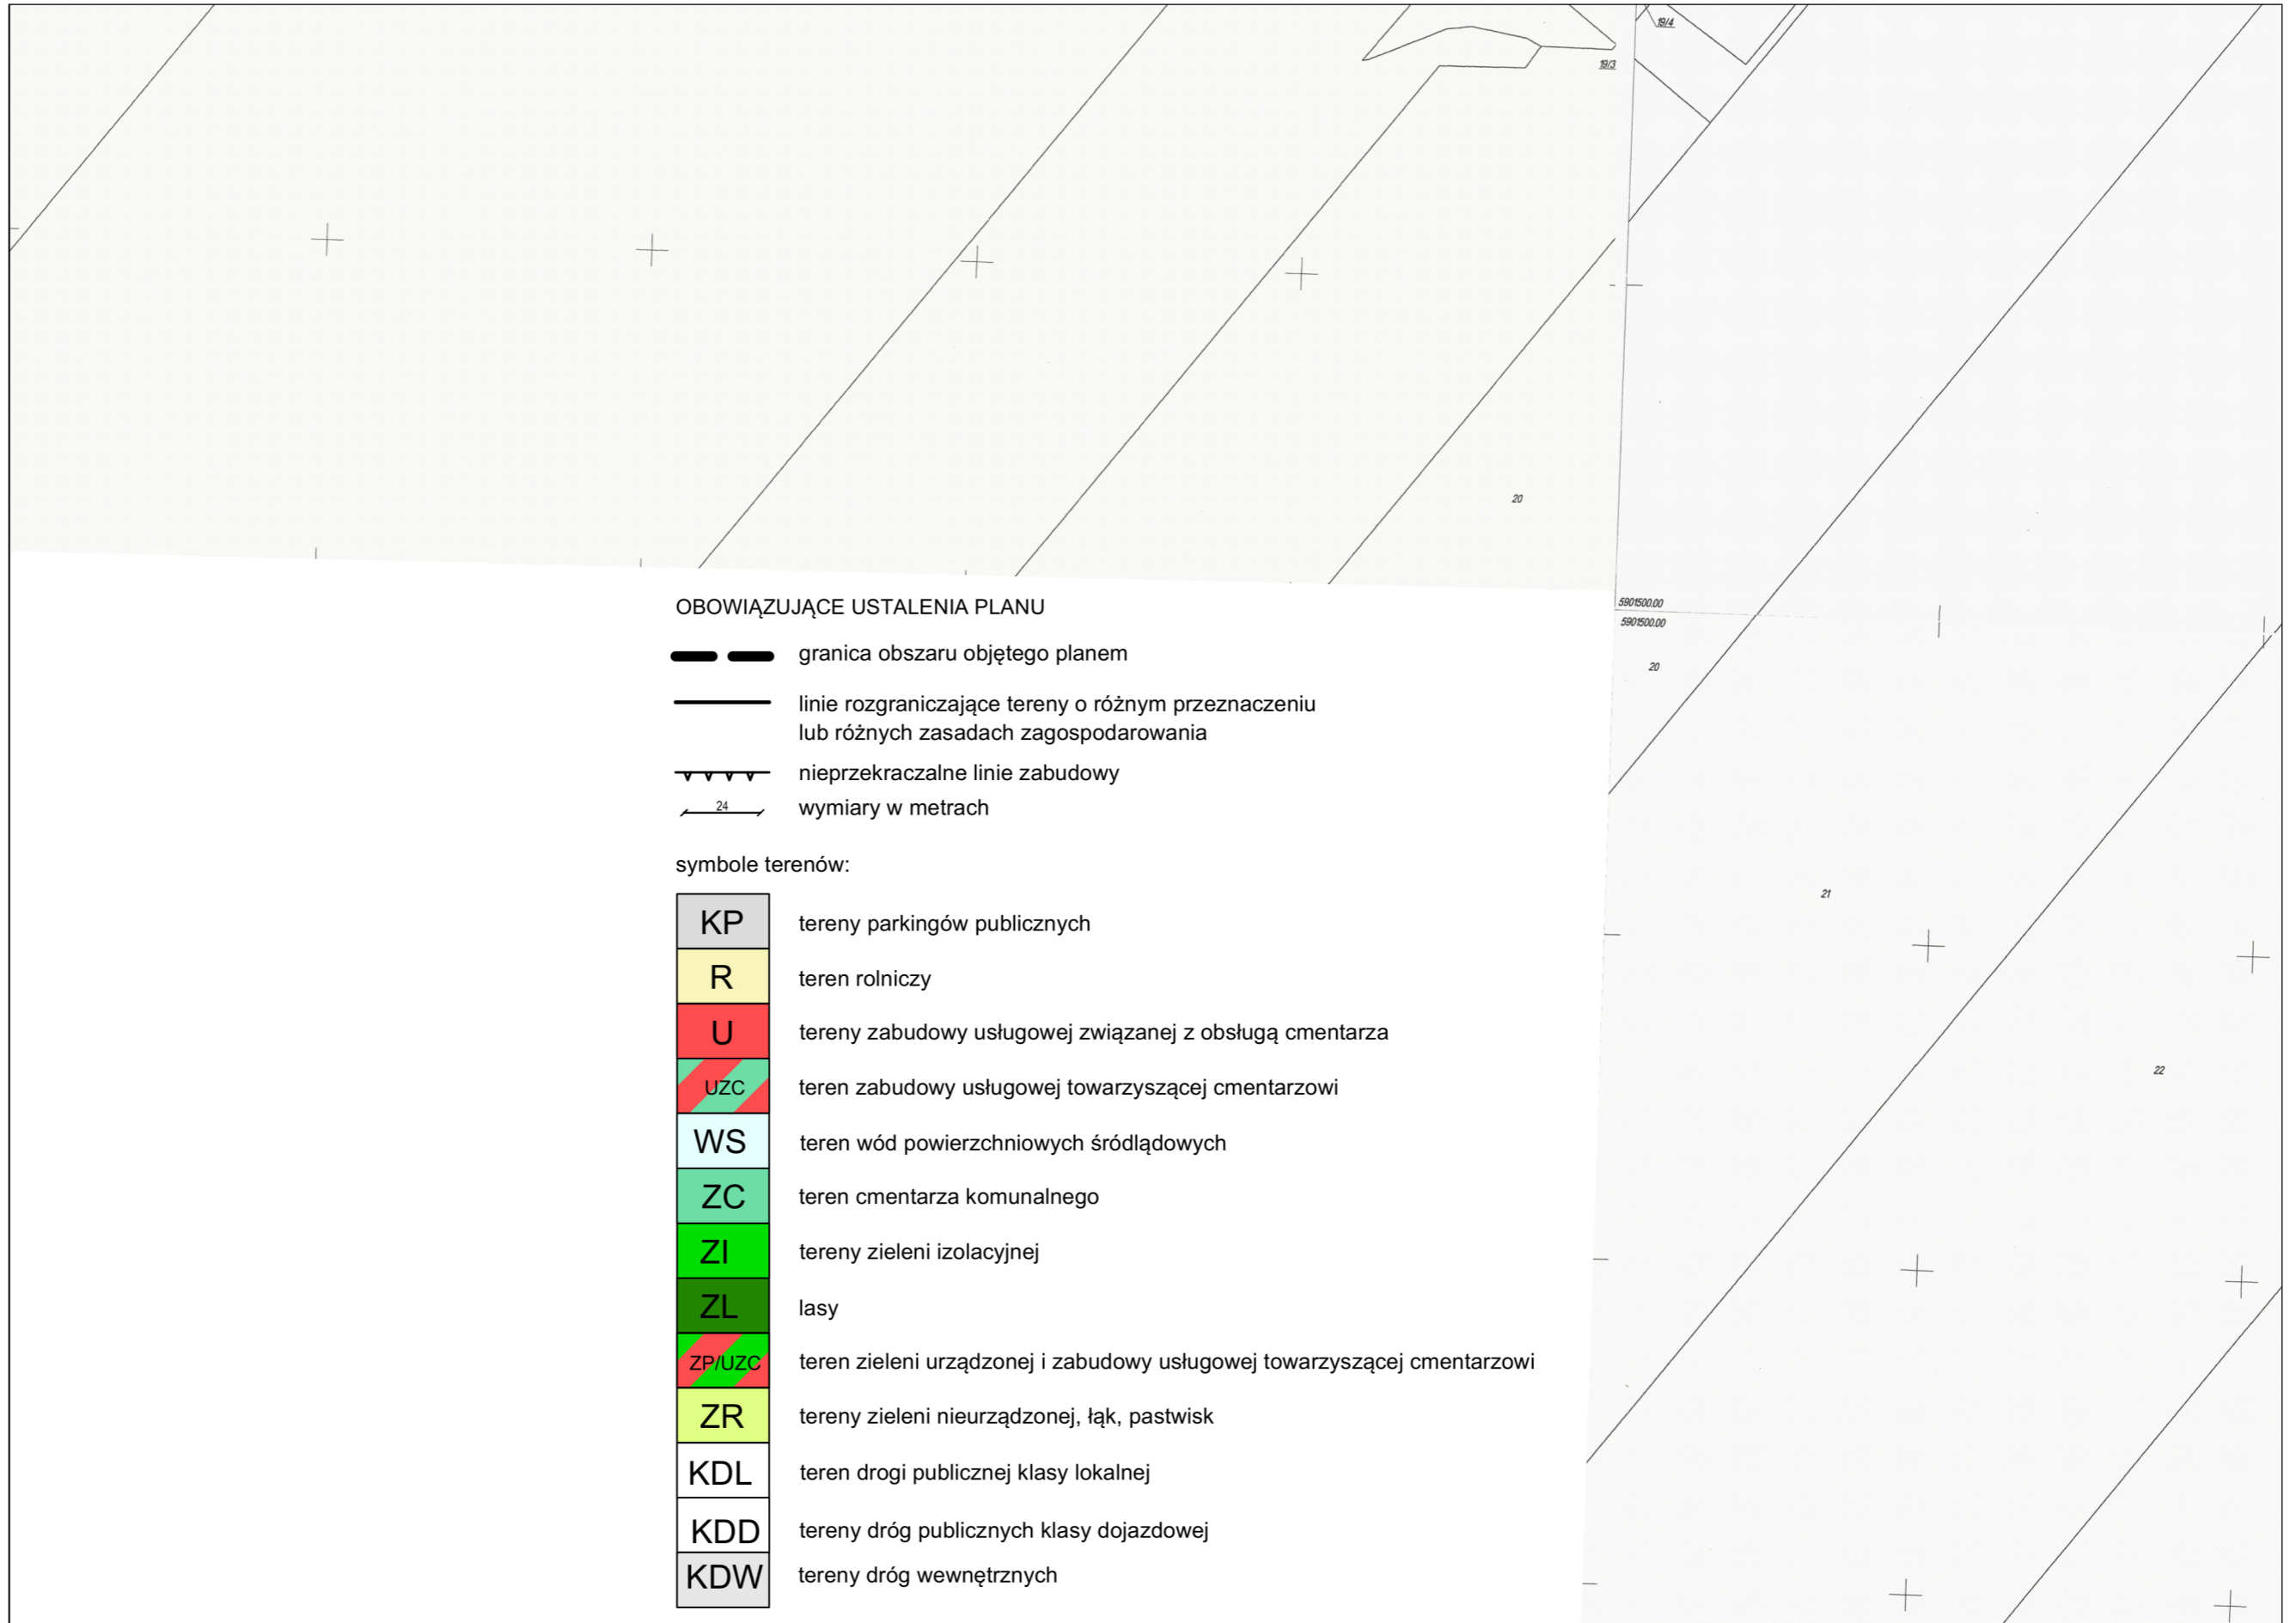 19/4
19/3
20
5901500.00
5901500.00
20
21
22
OBOWIĄZUJĄCE USTALENIA PLANU
granica obszaru objętego planem
linie rozgraniczające tereny o różnym przeznaczeniu
lub różnych zasadach zagospodarowania
nieprzekraczalne linie zabudowy
24 wymiary w metrach
symbole terenów:
KP tereny parkingów publicznych
R teren rolniczy
U tereny zabudowy usługowej związanej z obsługą cmentarza
UZC teren zabudowy usługowej towarzyszącej cmentarzowi
WS teren wód powierzchniowych śródlądowych
ZC teren cmentarza komunalnego
ZI tereny zieleni izolacyjnej
ZL lasy
ZP/UZC teren zieleni urządzonej i zabudowy usługowej towarzyszącej cmentarzowi
ZR tereny zieleni nieurządzonej, łąk, pastwisk
KDL teren drogi publicznej klasy lokalnej
KDD tereny dróg publicznych klasy dojazdowej
KDW tereny dróg wewnętrznych